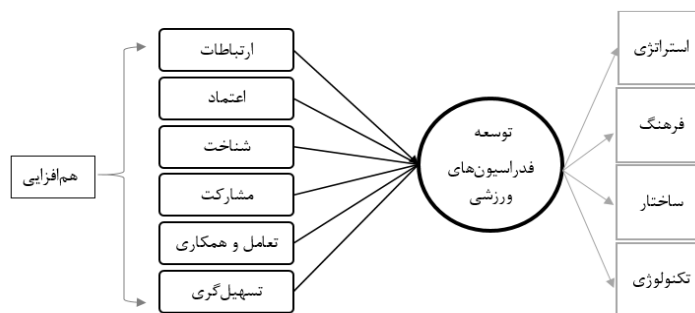 هم‌افزایی
ارتباطات
اعتماد
شناخت
مشارکت
تعامل و همکاری
تسهیل‌گری
توسعه
فدراسیون‌های
ورزشی
استراتژی
فرهنگ
ساختار
تکنولوژی